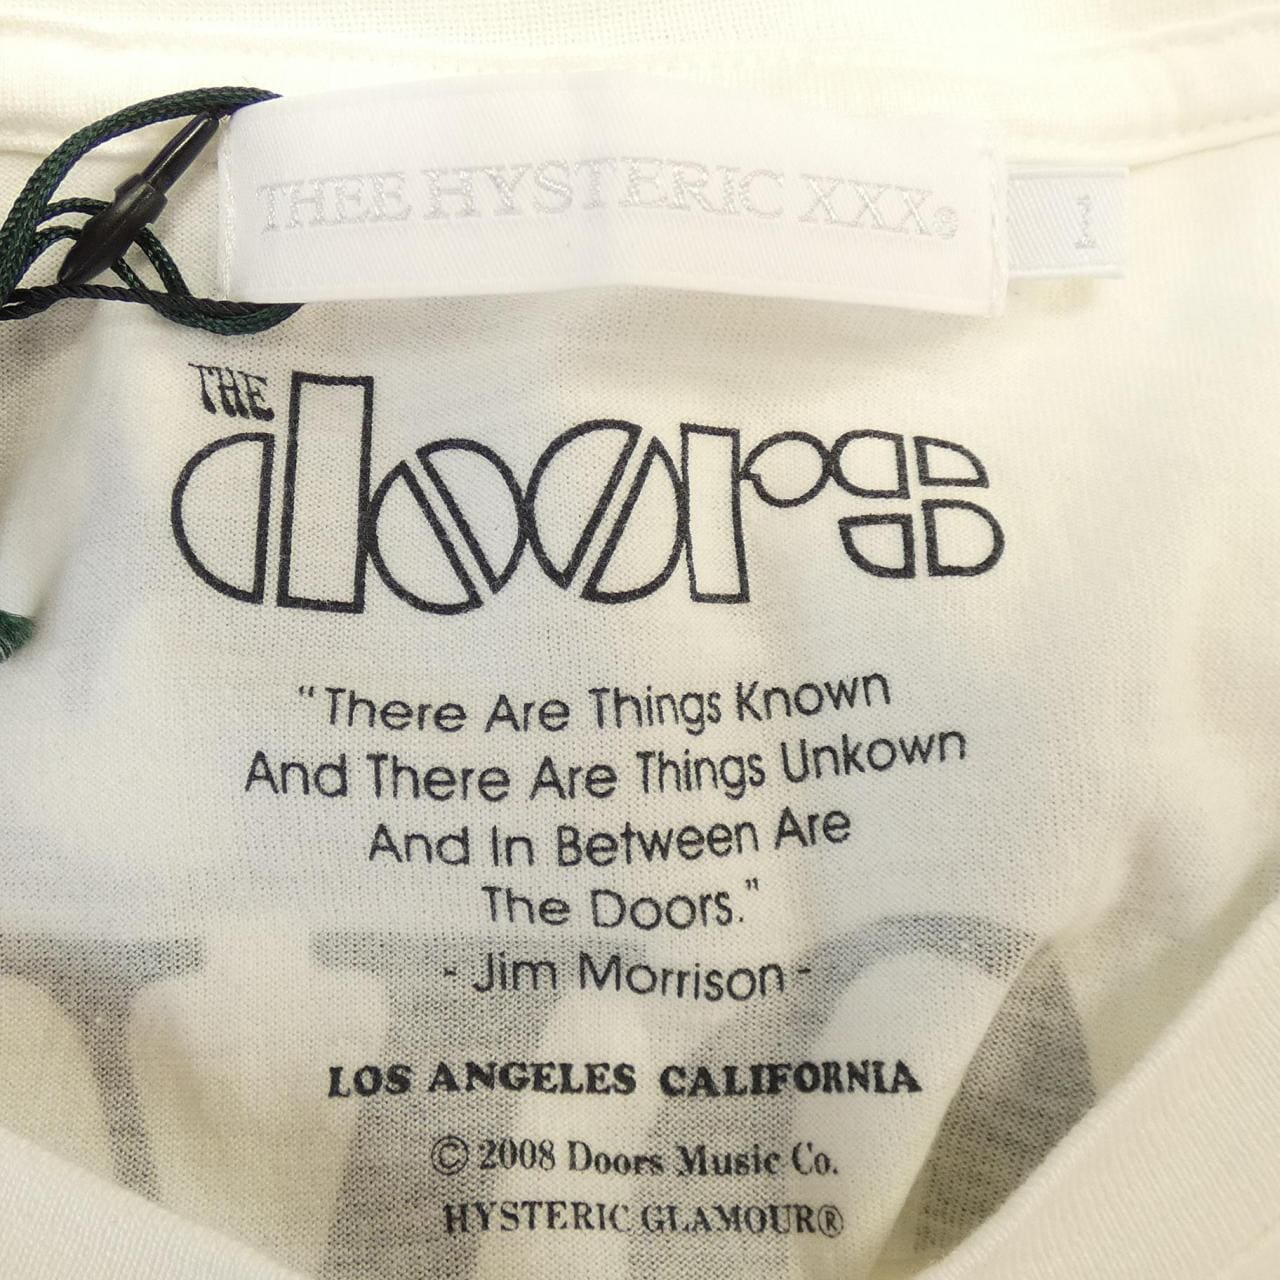 THEE HYSTERIC XXX®
1
THE
doors
“There Are Things Known
And There Are Things Unkown
And In Between Are
The Doors.”
- Jim Morrison -
LOS ANGELES CALIFORNIA
© 2008 Doors Music Co.
HYSTERIC GLAMOUR®